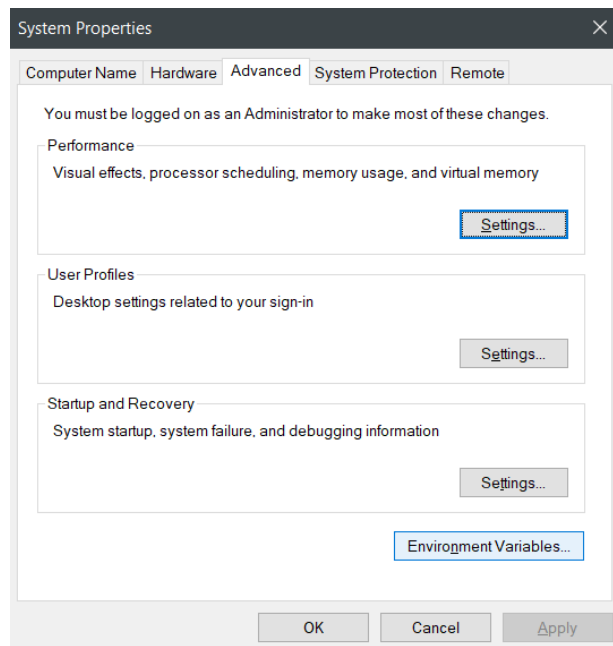 System Properties
Computer Name Hardware Advanced System Protection Remote
You must be logged on as an Administrator to make most of these changes.
Performance
Visual effects, processor scheduling, memory usage, and virtual memory
Settings...
User Profiles
Desktop settings related to your sign-in
Settings...
Startup and Recovery
System startup, system failure, and debugging information
Settings...
Environment Variables...
OK Cancel Apply